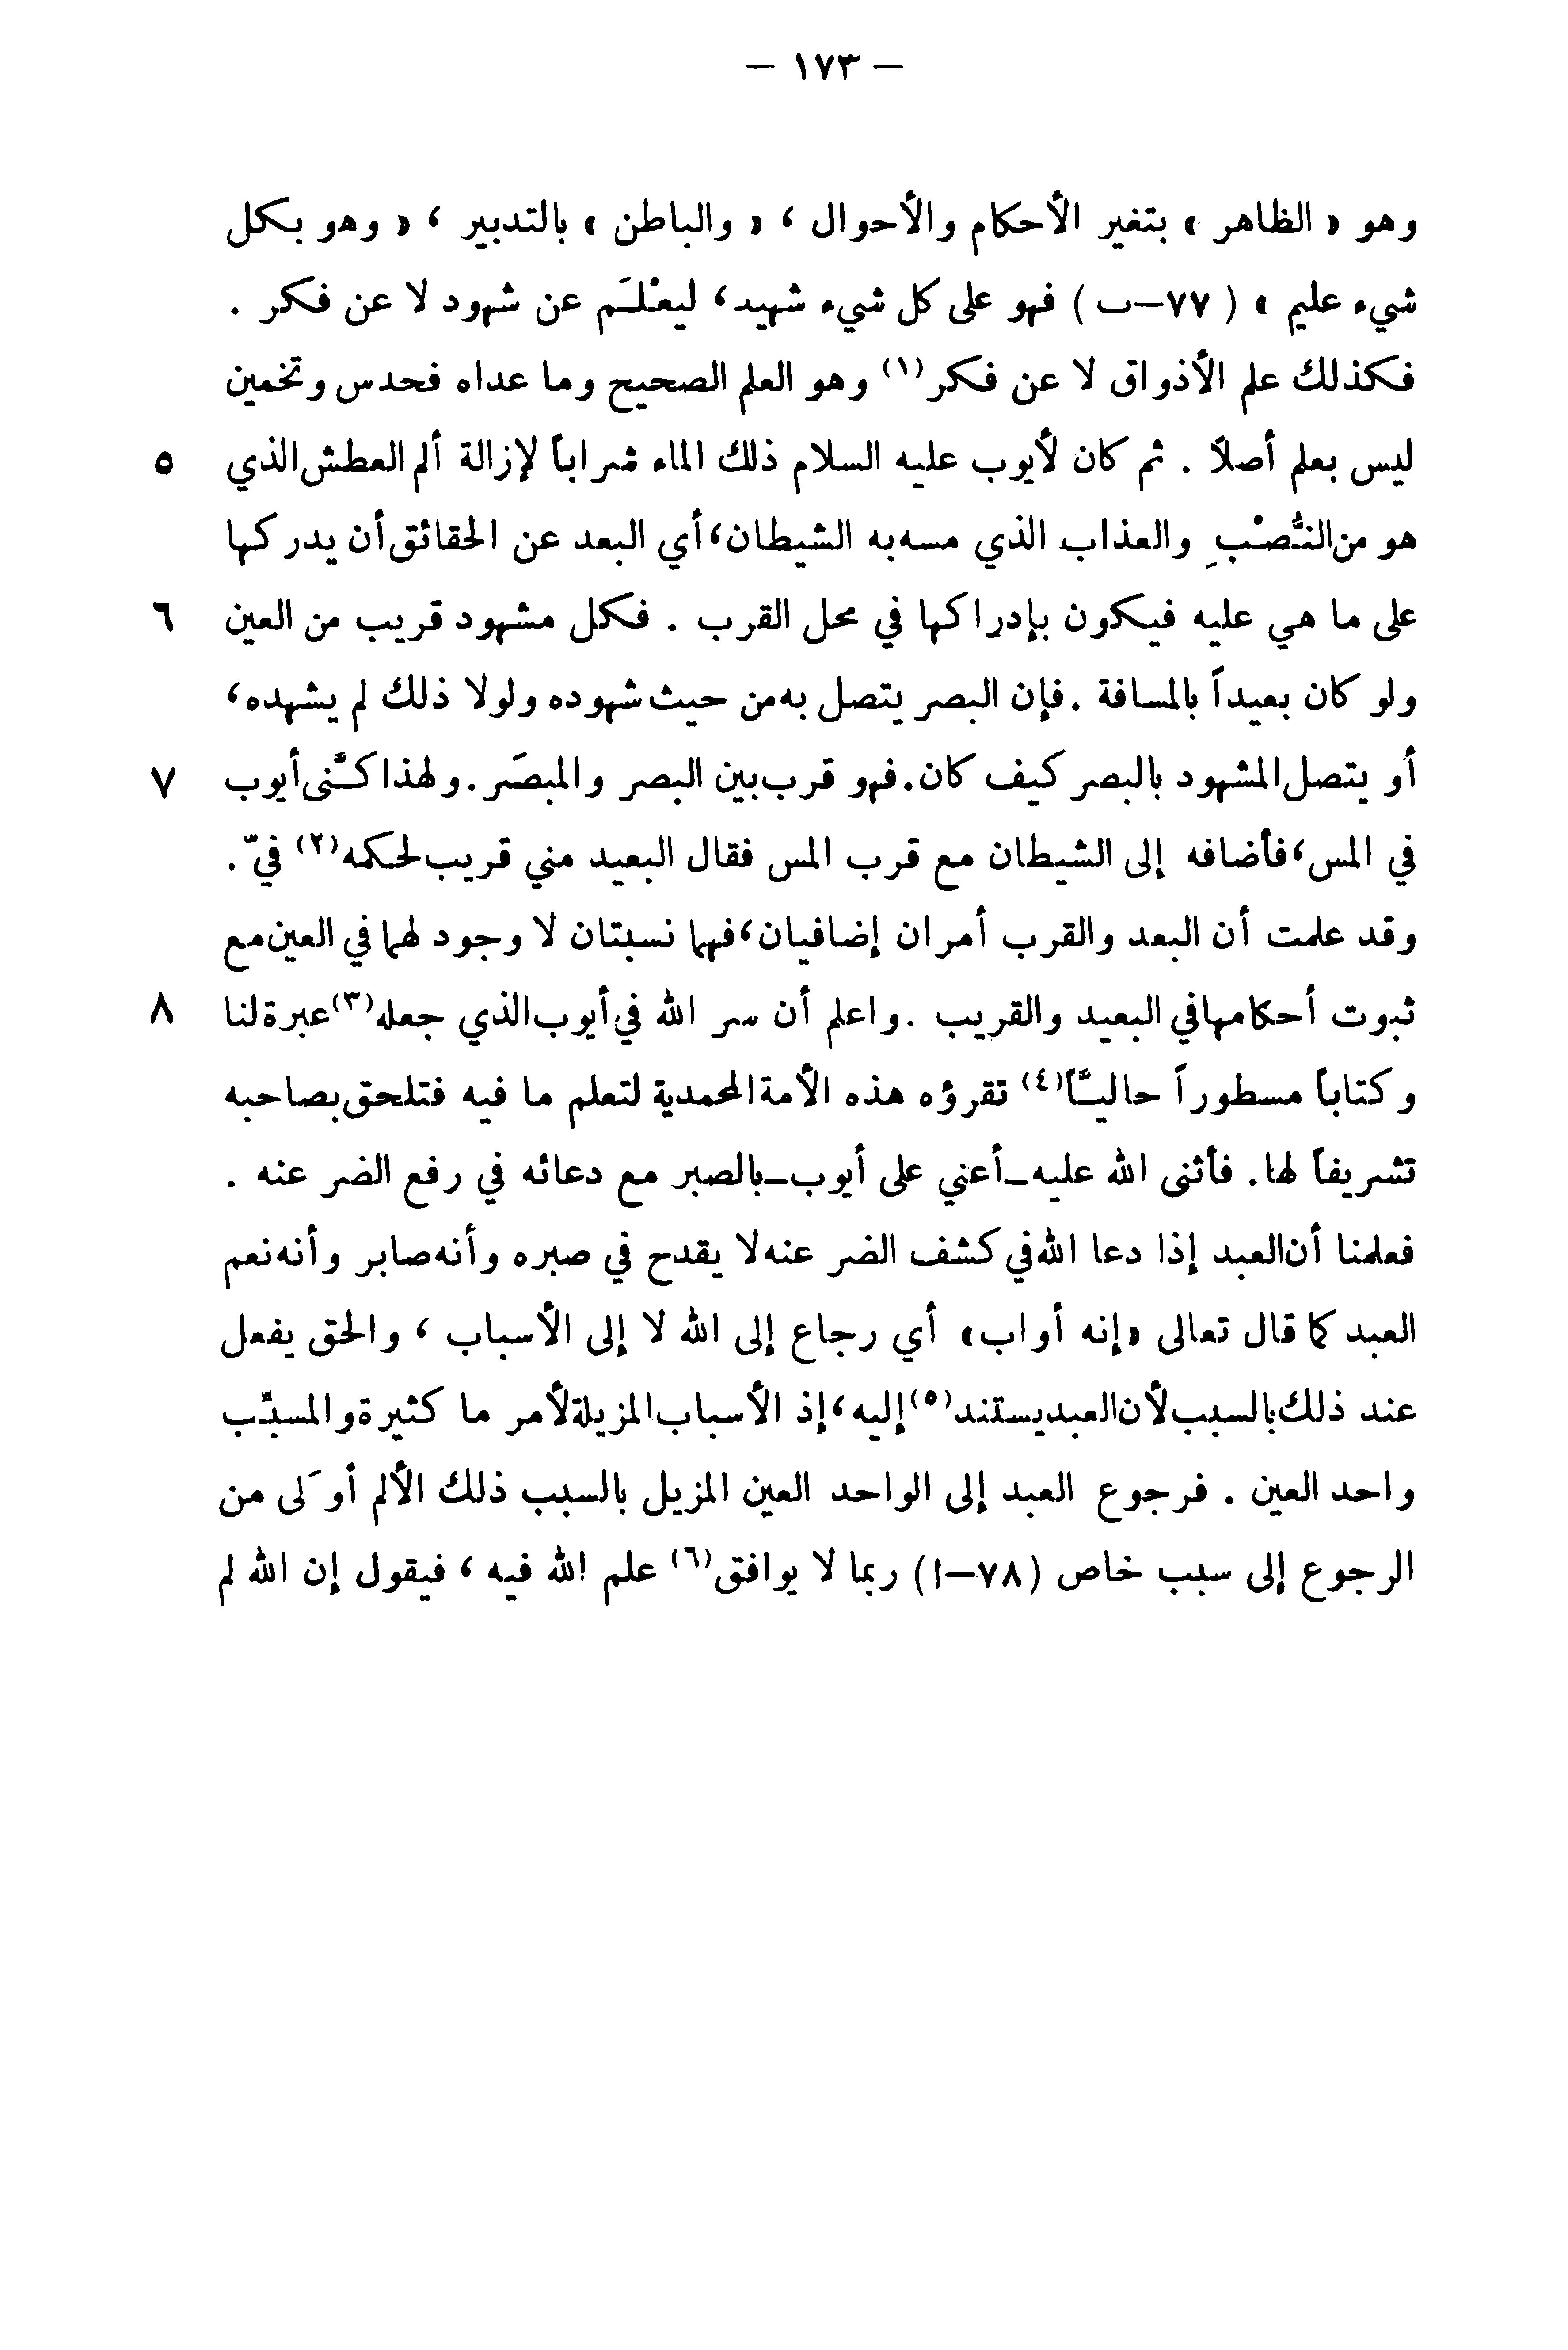 – ١٧٣ –
وهو « الظاهر » بتغير الأحكام والأحوال ، « والباطن » بالتدبير ، « وهو بكل
شيء عليم » ( ٧٧–ب ) فهو على كل شيء شهيد، ليعْلَم عن شهود لا عن فكر .
فكذلك علم الأذواق لا عن فكر(١) وهو العلم الصحيح وما عداه فحدس وتخمين
ليس بعلم أصلاً . ثم كان لأيوب عليه السلام ذلك الماء شراباً لإزالة ألم العطش الذي ٥
هو من النُّصْبِ والعذاب الذي مسه به الشيطان، أي البعد عن الحقائق أن يدركها
على ما هي عليه فيكون بإدراكها في محل القرب . فكل مشهود قريب من العين ٦
ولو كان بعيداً بالمسافة . فإن البصر يتصل به من حيث شهوده ولولا ذلك لم يشهده،
أو يتصل المشهود بالبصر كيف كان. فهو قرب بين البصر والمبصَر. ولهذا كنَّى أيوب ٧
في المس، فأضافه إلى الشيطان مع قرب المس فقال البعيد مني قريب لحكمه(٢) فيّ.
وقد علمت أن البعد والقرب أمران إضافيان، فهما نسبتان لا وجود لهما في العين مع
ثبوت أحكامهما في البعيد والقريب . واعلم أن سر الله في أيوب الذي جعله(٣) عبرة لنا ٨
وكتاباً مسطوراً حاليًّا(٤) تقرؤه هذه الأمة المحمدية لتعلم ما فيه فتلحق بصاحبه
تشريفاً لها. فأثنى الله عليه – أعني على أيوب – بالصبر مع دعائه في رفع الضر عنه .
فعلمنا أن العبد إذا دعا الله في كشف الضر عنه لا يقدح في صبره وأنه صابر وأنه نعم
العبد كما قال تعالى «إنه أواب» أي رجاع إلى الله لا إلى الأسباب ، والحق يفعل
عند ذلك بالسبب لأن العبد يستند(٥) إليه، إذ الأسباب المزيلة لأمر ما كثيرة والمسبِّب
واحد العين . فرجوع العبد إلى الواحد العين المزيل بالسبب ذلك الألم أوَلى من
الرجوع إلى سبب خاص (٧٨–ا) ربما لا يوافق(٦) علم الله فيه ، فيقول إن الله لم